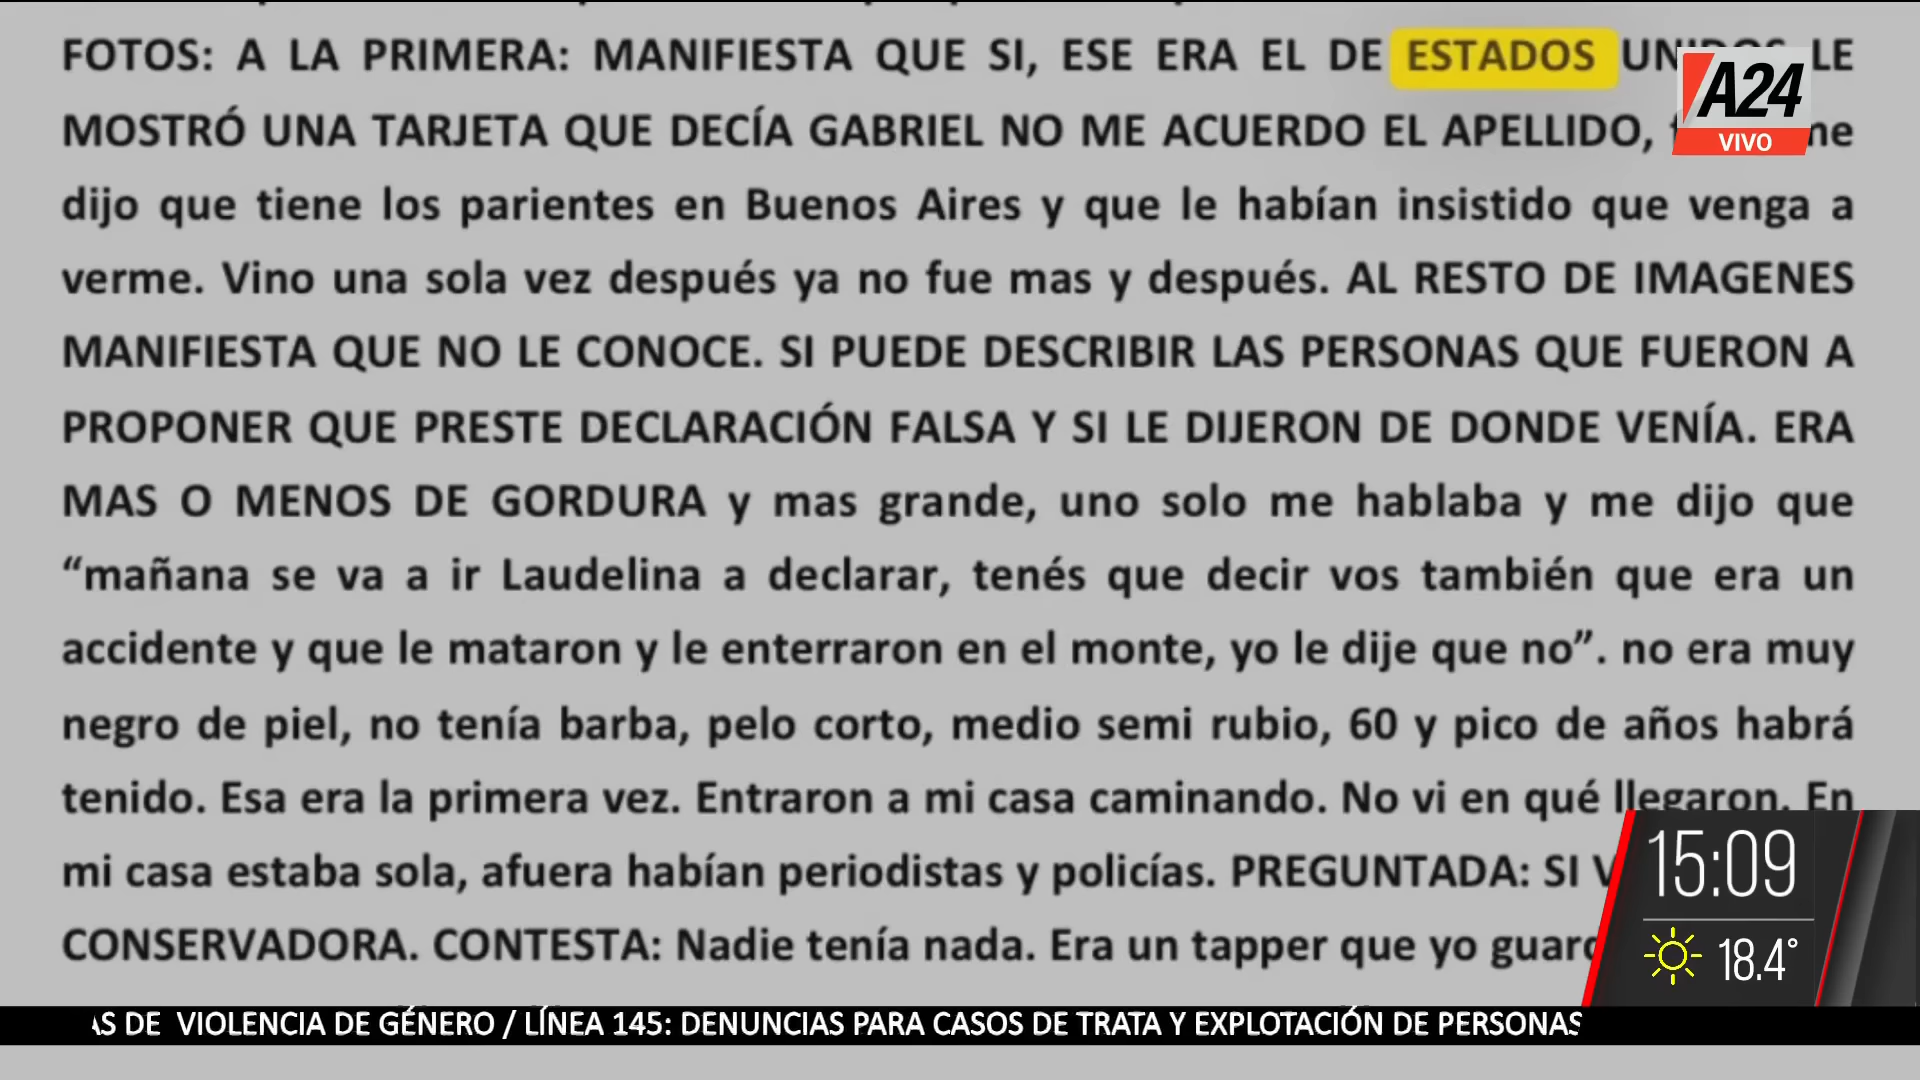 FOTOS: A LA PRIMERA: MANIFIESTA QUE SI, ESE ERA EL DE ESTADOS UNIDOS LE
MOSTRÓ UNA TARJETA QUE DECÍA GABRIEL NO ME ACUERDO EL APELLIDO, me
dijo que tiene los parientes en Buenos Aires y que le habían insistido que venga a
verme. Vino una sola vez después ya no fue mas y después. AL RESTO DE IMAGENES
MANIFIESTA QUE NO LE CONOCE. SI PUEDE DESCRIBIR LAS PERSONAS QUE FUERON A
PROPONER QUE PRESTE DECLARACIÓN FALSA Y SI LE DIJERON DE DONDE VENÍA. ERA
MAS O MENOS DE GORDURA y mas grande, uno solo me hablaba y me dijo que
“mañana se va a ir Laudelina a declarar, tenés que decir vos también que era un
accidente y que le mataron y le enterraron en el monte, yo le dije que no”. no era muy
negro de piel, no tenía barba, pelo corto, medio semi rubio, 60 y pico de años habrá
tenido. Esa era la primera vez. Entraron a mi casa caminando. No vi en qué llegaron. En
mi casa estaba sola, afuera habían periodistas y policías. PREGUNTADA: SI
CONSERVADORA. CONTESTA: Nadie tenía nada. Era un tapper que yo
A24
VIVO
15:09
18.4°
DE VIOLENCIA DE GÉNERO / LÍNEA 145: DENUNCIAS PARA CASOS DE TRATA Y EXPLOTACIÓN DE PERSONAS